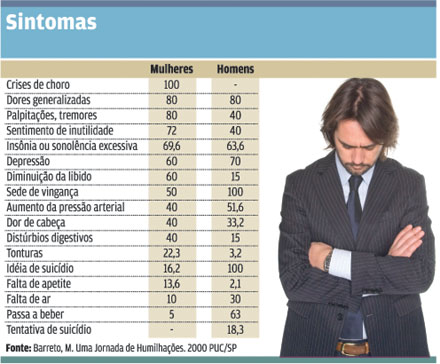 Sintomas
Mulheres Homens
Crises de choro 100 -
Dores generalizadas 80 80
Palpitações, tremores 80 40
Sentimento de inutilidade 72 40
Insônia ou sonolência excessiva 69,6 63,6
Depressão 60 70
Diminuição da libido 60 15
Sede de vingança 50 100
Aumento da pressão arterial 40 51,6
Dor de cabeça 40 33,2
Distúrbios digestivos 40 15
Tonturas 22,3 3,2
Idéia de suicídio 16,2 100
Falta de apetite 13,6 2,1
Falta de ar 10 30
Passa a beber 5 63
Tentativa de suicídio - 18,3
Fonte: Barreto, M. Uma Jornada de Humilhações. 2000 PUC/SP